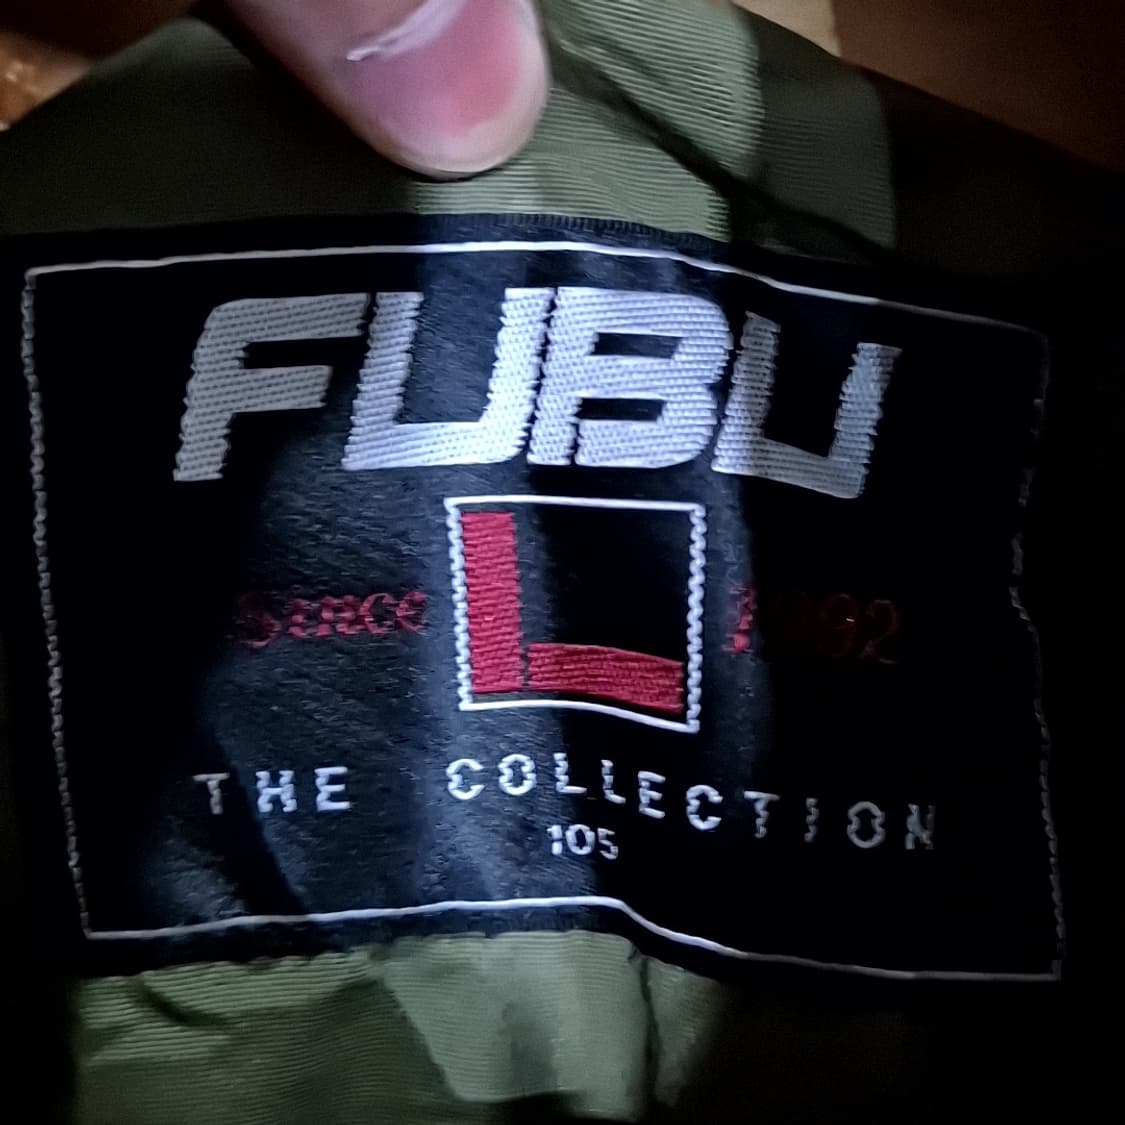 FUBU
L
Since 1992
THE COLLECTION
105